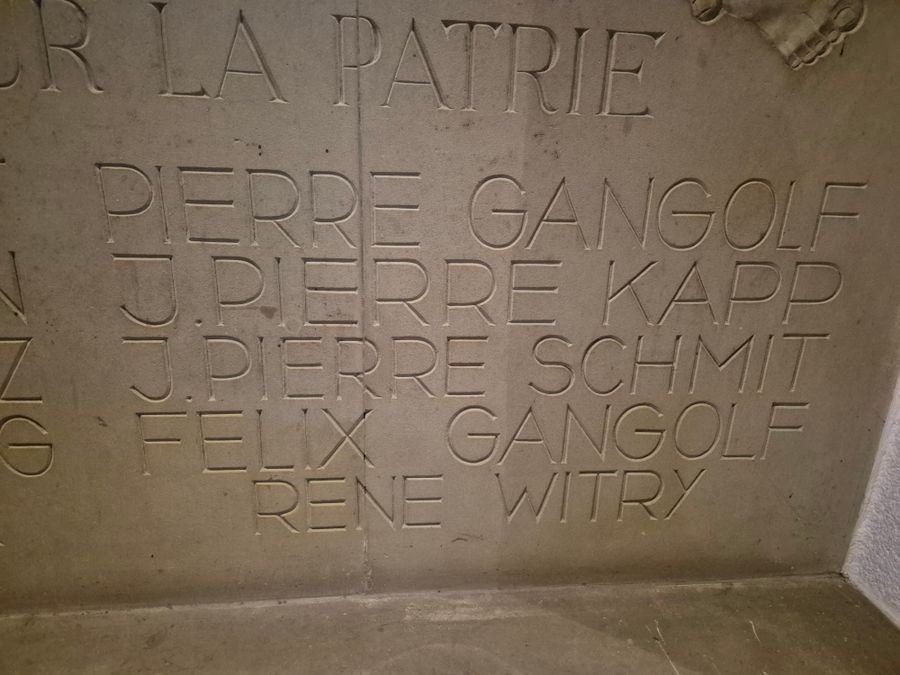 LA PATRIE
PIERRE GANGOLF
J.PIERRE KAPP
J.PIERRE SCHMIT
FELIX GANGOLF
RENE WITRY